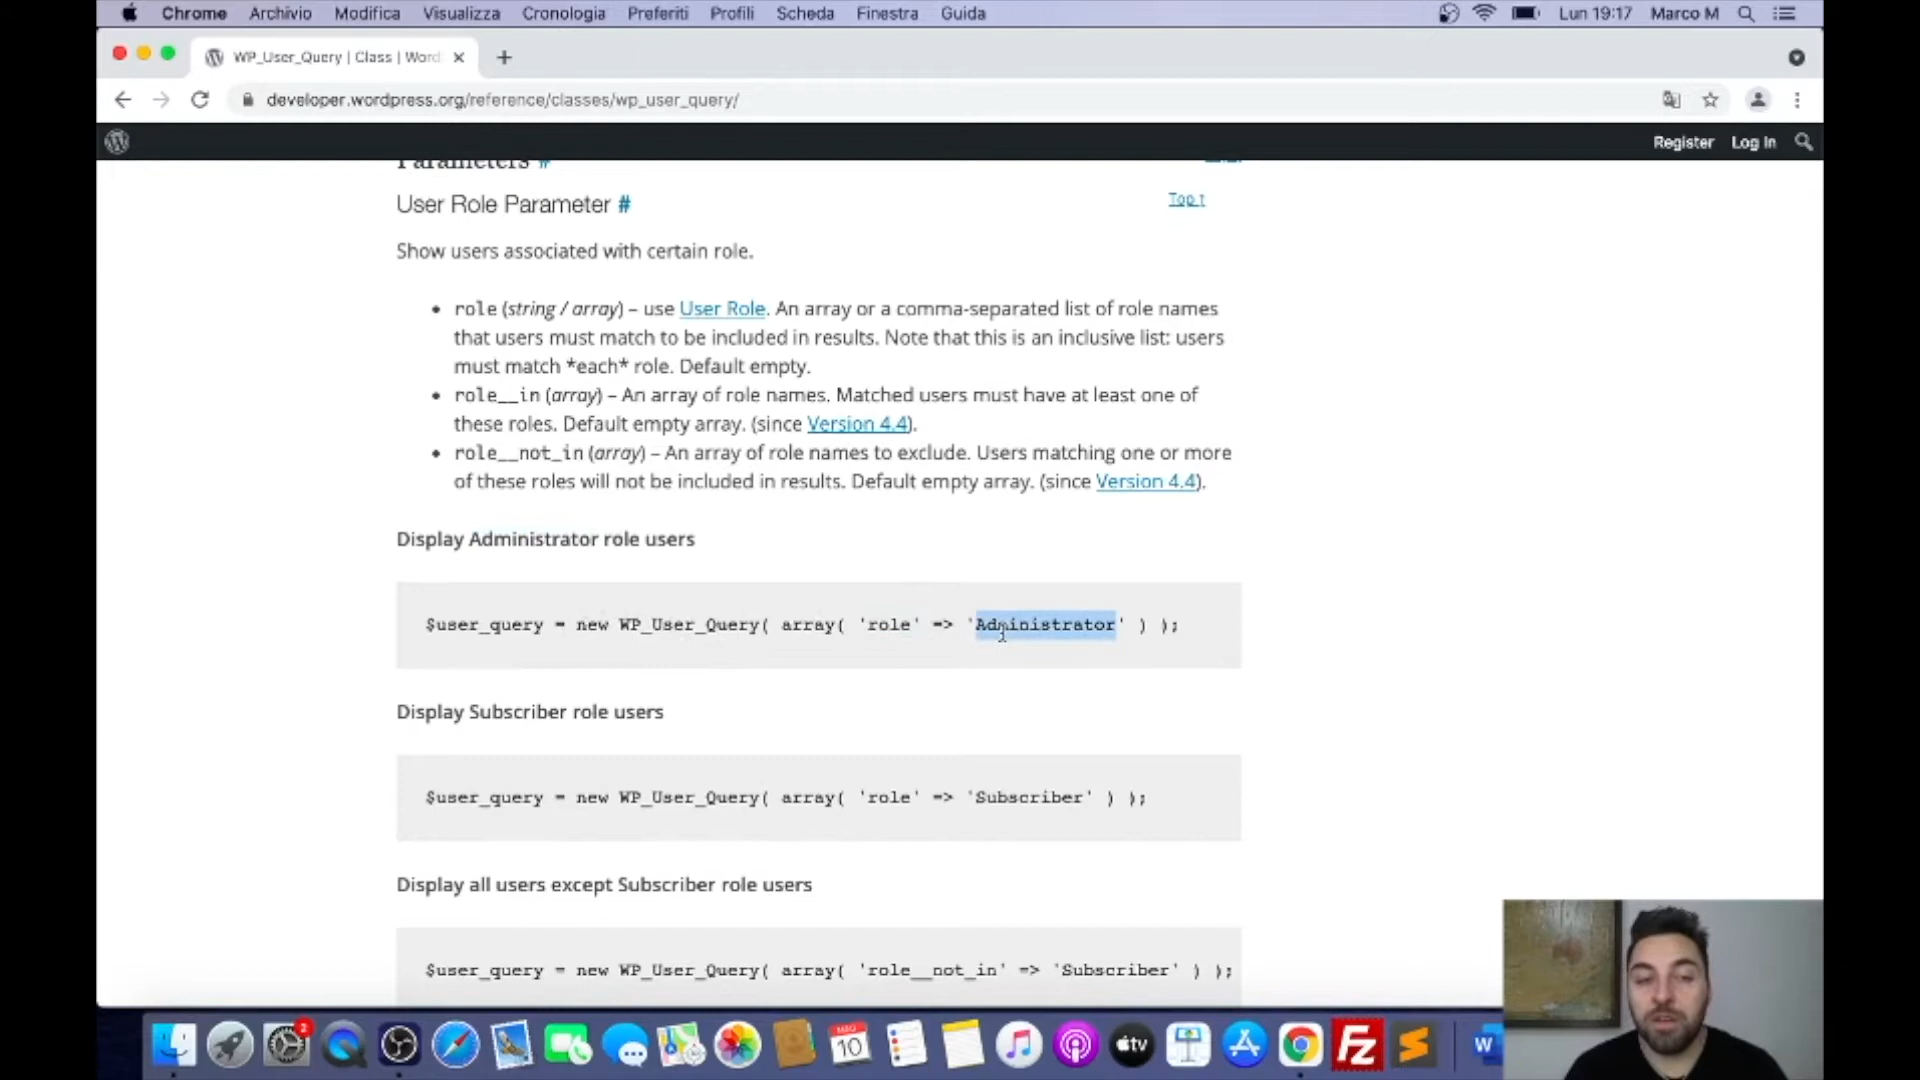 Chrome Archivio Modifica Visualizza Cronologia Preferiti Profili Scheda Finestra Guida Lun 19:17 Marco M
WP_User_Query | Class | Word
developer.wordpress.org/reference/classes/wp_user_query/
Register Log In
Parameters #
User Role Parameter #
Top ↑
Show users associated with certain role.
• role (string / array) – use User Role. An array or a comma-separated list of role names
that users must match to be included in results. Note that this is an inclusive list: users
must match *each* role. Default empty.
• role__in (array) – An array of role names. Matched users must have at least one of
these roles. Default empty array. (since Version 4.4).
• role__not_in (array) – An array of role names to exclude. Users matching one or more
of these roles will not be included in results. Default empty array. (since Version 4.4).
Display Administrator role users
$user_query = new WP_User_Query( array( 'role' => 'Administrator' ) );
Display Subscriber role users
$user_query = new WP_User_Query( array( 'role' => 'Subscriber' ) );
Display all users except Subscriber role users
$user_query = new WP_User_Query( array( 'role__not_in' => 'Subscriber' ) );
2
MAG
10
tv
Fz
W